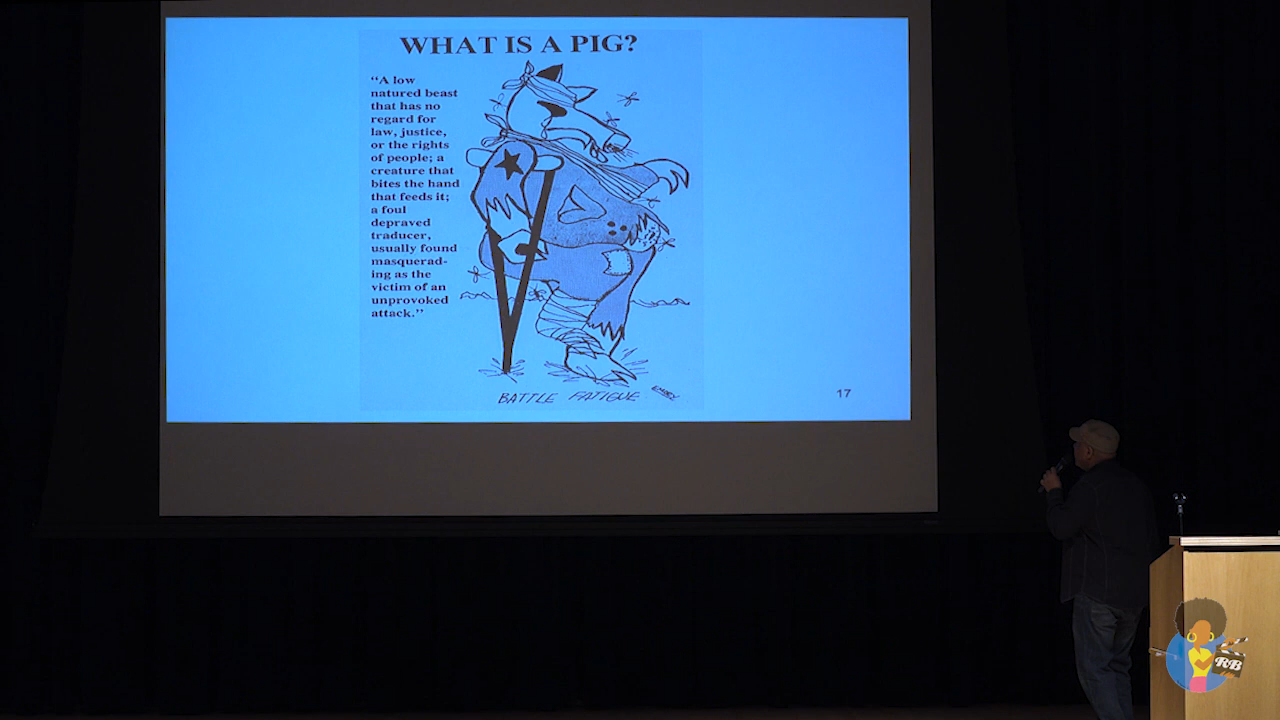 WHAT IS A PIG?
“A low
natured beast
that has no
regard for
law, justice,
or the rights
of people; a
creature that
bites the hand
that feeds it;
a foul
depraved
traducer,
usually found
masquerad-
ing as the
victim of an
unprovoked
attack.”
BATTLE FATIGUE
EMORY
17
RB